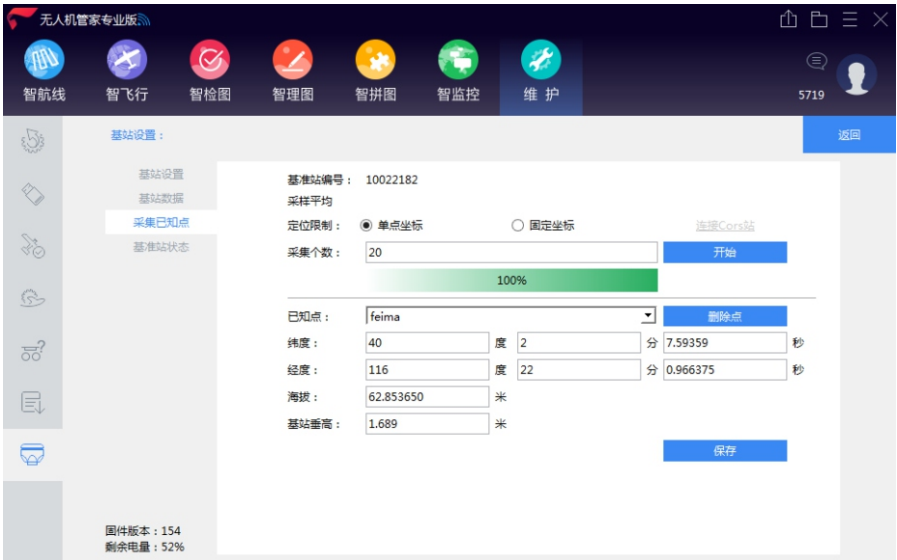 无人机管家专业版
智航线 智飞行 智检图 智理图 智拼图 智监控 维 护 5719
基站设置： 返回
基站设置
基站数据
采集已知点
基准站状态
基准站编号： 10022182
采样平均
定位限制： 单点坐标 固定坐标 连接Cors站
采集个数： 20 开始
100%
已知点： feima 删除点
纬度： 40 度 2 分 7.59359 秒
经度： 116 度 22 分 0.966375 秒
海拔： 62.853650 米
基站垂高： 1.689 米
保存
固件版本：154
剩余电量：52%